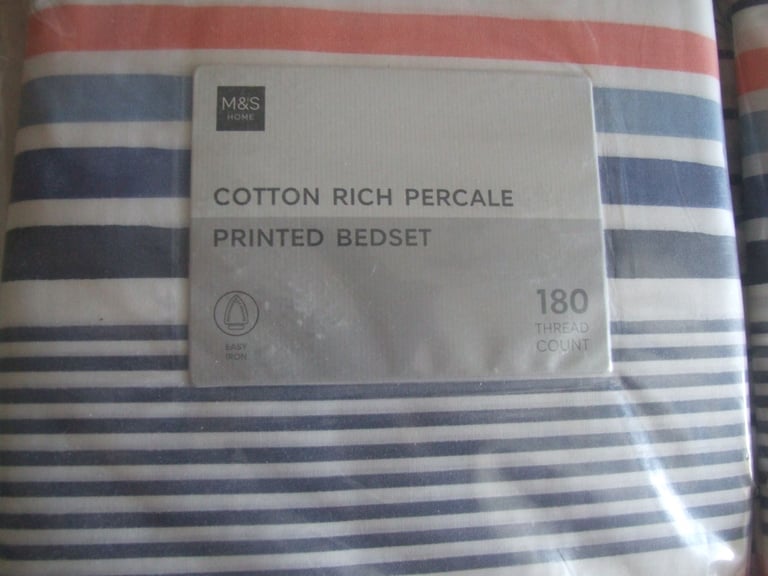 M&S
HOME
COTTON RICH PERCALE
PRINTED BEDSET
EASY
IRON
180
THREAD
COUNT